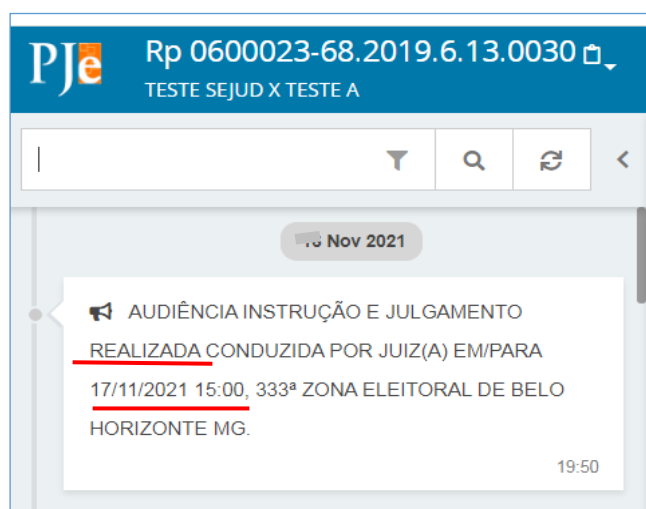 PJe
Rp 0600023-68.2019.6.13.0030
TESTE SEJUD X TESTE A
Nov 2021
AUDIÊNCIA INSTRUÇÃO E JULGAMENTO
REALIZADA CONDUZIDA POR JUIZ(A) EM/PARA
17/11/2021 15:00, 333ª ZONA ELEITORAL DE BELO
HORIZONTE MG.
19:50